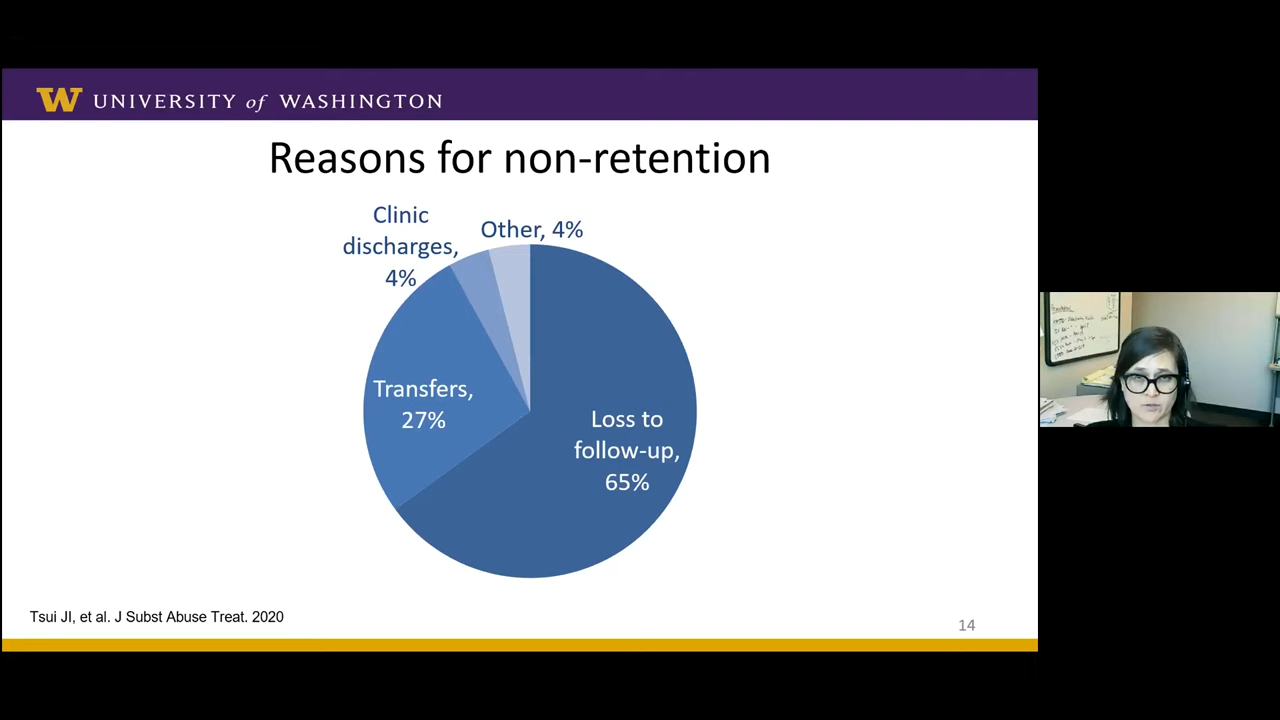 W UNIVERSITY of WASHINGTON
Reasons for non-retention
Clinic
discharges,
4%
Other, 4%
Transfers,
27%
Loss to
follow-up,
65%
Tsui JI, et al. J Subst Abuse Treat. 2020
14